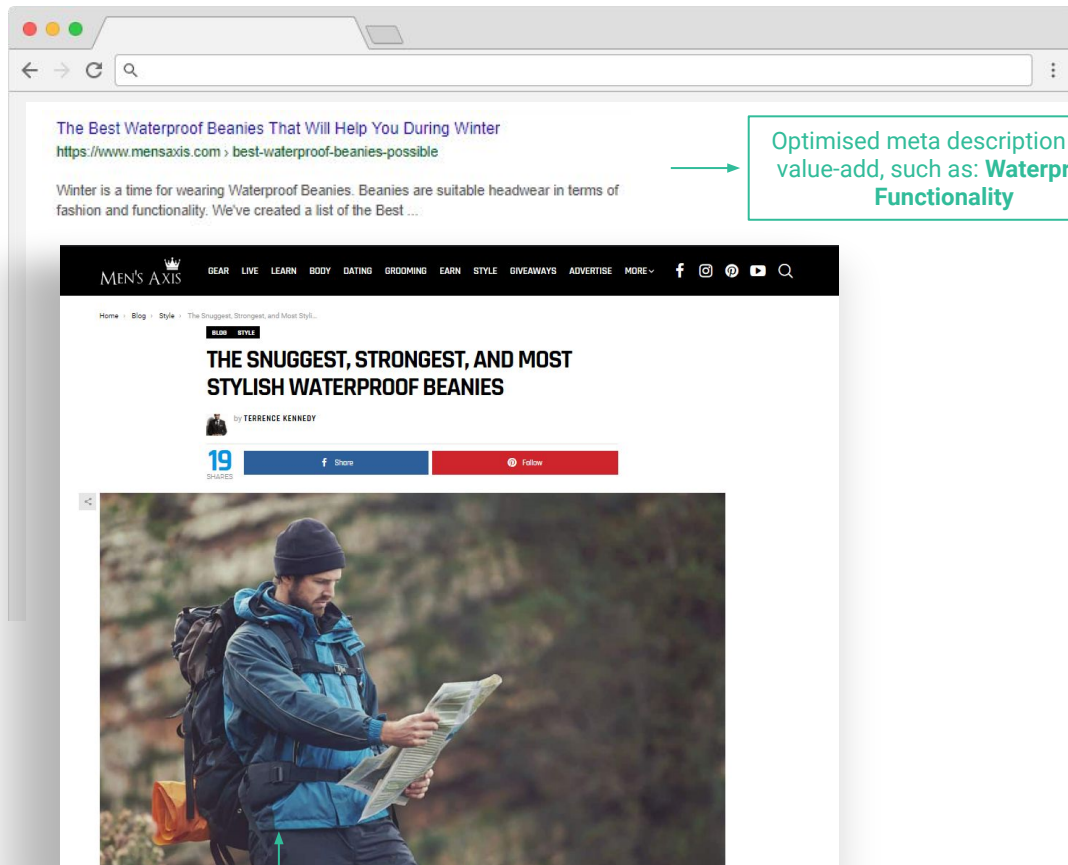 The Best Waterproof Beanies That Will Help You During Winter
https://www.mensaxis.com › best-waterproof-beanies-possible
Winter is a time for wearing Waterproof Beanies. Beanies are suitable headwear in terms of
fashion and functionality. We've created a list of the Best ...
Optimised meta description
value-add, such as: Waterpr
Functionality
MEN'S AXIS
GEAR LIVE LEARN BODY DATING GROOMING EARN STYLE GIVEAWAYS ADVERTISE MORE
Home › Blog › Style › The Snuggest, Strongest, and Most Styli...
BLOG STYLE
THE SNUGGEST, STRONGEST, AND MOST
STYLISH WATERPROOF BEANIES
by TERRENCE KENNEDY
19
SHARES
Share
Follow